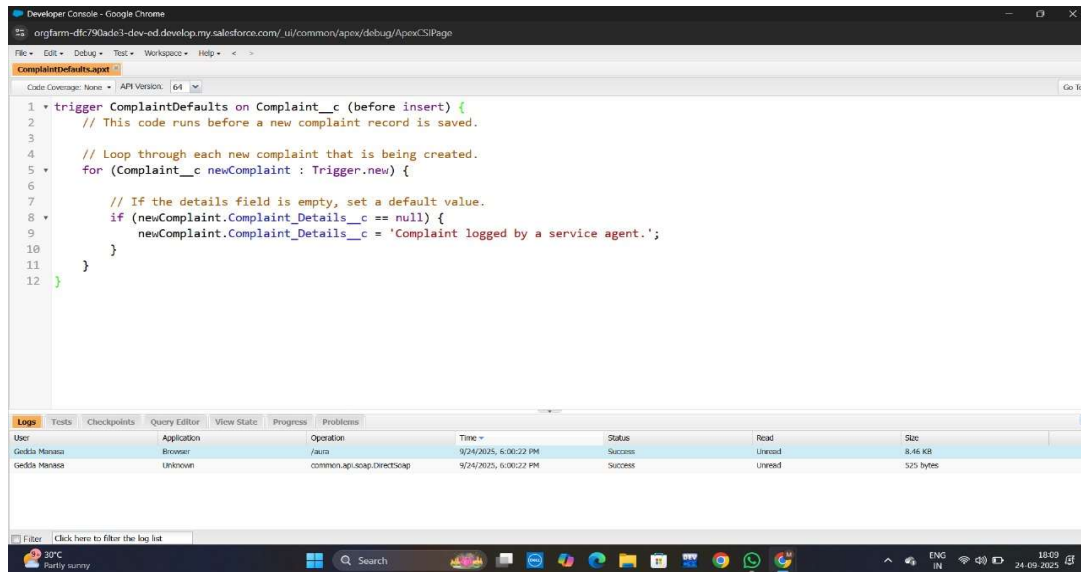 Developer Console - Google Chrome
orgfarm-dfc790ade3-dev-ed.develop.my.salesforce.com/_ui/common/apex/debug/ApexCSIPage
File Edit Debug Test Workspace Help < >
ComplaintDefaults.apxt
Code Coverage: None API Version: 64 Go To
1 trigger ComplaintDefaults on Complaint__c (before insert) {
2 // This code runs before a new complaint record is saved.
3
4 // Loop through each new complaint that is being created.
5 for (Complaint__c newComplaint : Trigger.new) {
6
7 // If the details field is empty, set a default value.
8 if (newComplaint.Complaint_Details__c == null) {
9 newComplaint.Complaint_Details__c = 'Complaint logged by a service agent.';
10 }
11 }
12 }
Logs Tests Checkpoints Query Editor View State Progress Problems
User Application Operation Time Status Read Size
Gedda Manasa Browser /aura 9/24/2025, 6:00:22 PM Success Unread 8.46 KB
Gedda Manasa Unknown common.api.soap.DirectSoap 9/24/2025, 6:00:22 PM Success Unread 525 bytes
Filter Click here to filter the log list
30°C Search ENG 18:09
Partly sunny IN 24-09-2025